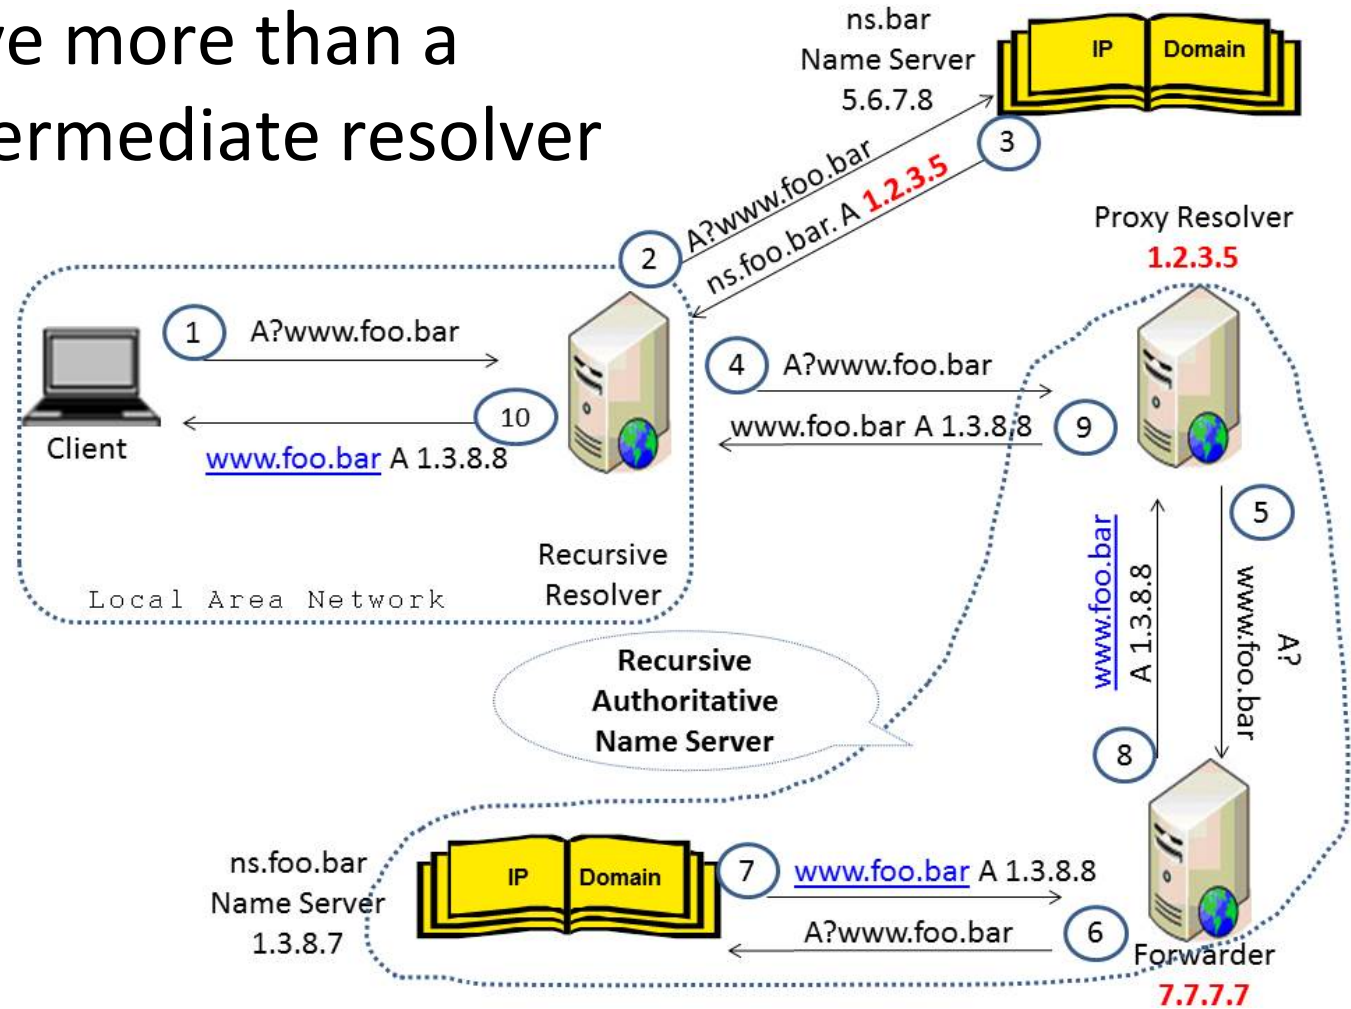 ve more than a
ermediate resolver
ns.bar
Name Server
5.6.7.8
IP
Domain
3
A?www.foo.bar
ns.foo.bar. A 1.2.3.5
2
Proxy Resolver
1.2.3.5
1
A?www.foo.bar
4
A?www.foo.bar
10
www.foo.bar A 1.3.8.8
9
Client
www.foo.bar A 1.3.8.8
5
A?
www.foo.bar
www.foo.bar
A 1.3.8.8
8
Recursive
Resolver
Local Area Network
Recursive
Authoritative
Name Server
ns.foo.bar
Name Server
1.3.8.7
IP
Domain
7
www.foo.bar A 1.3.8.8
A?www.foo.bar
6
Forwarder
7.7.7.7